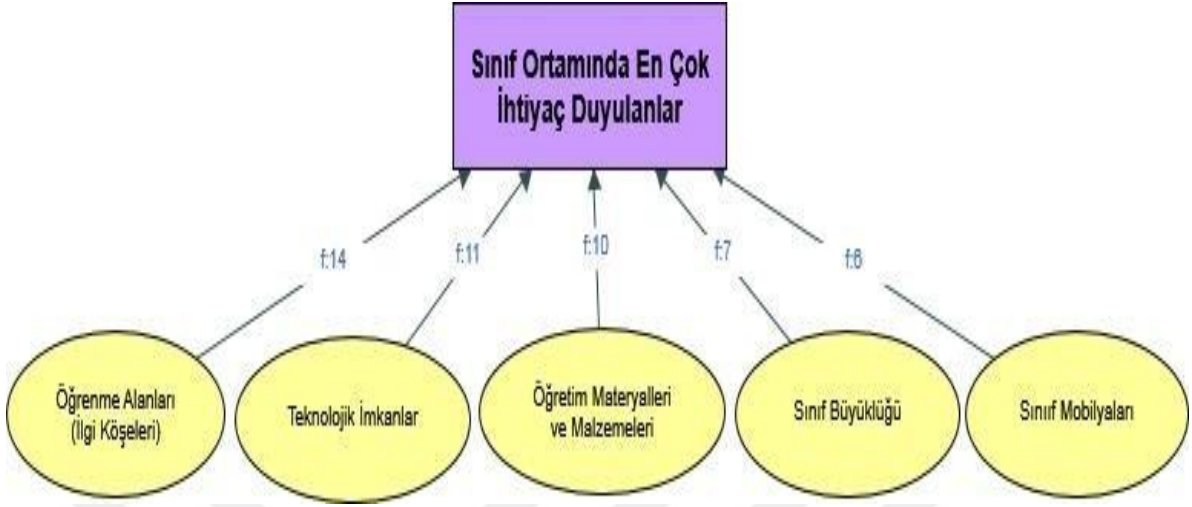 Sınıf Ortamında En Çok
İhtiyaç Duyulanlar
f:14
f:11
f:10
f:7
f:6
Öğrenme Alanları
(İlgi Köşeleri)
Teknolojik İmkanlar
Öğretim Materyalleri
ve Malzemeleri
Sınıf Büyüklüğü
Sınııf Mobilyaları